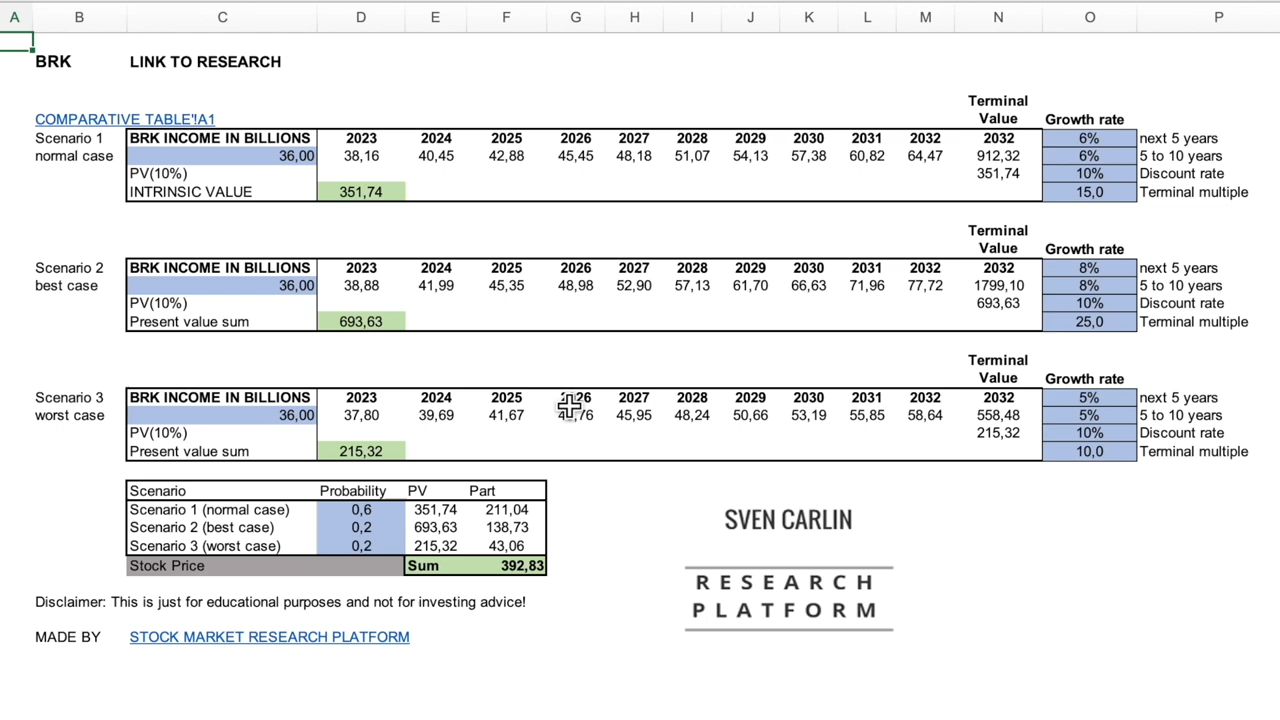 A B C D E F G H I J K L M N O P
BRK LINK TO RESEARCH
Terminal
COMPARATIVE TABLE'!A1 Value Growth rate
Scenario 1 BRK INCOME IN BILLIONS 2023 2024 2025 2026 2027 2028 2029 2030 2031 2032 2032 6% next 5 years
normal case 36,00 38,16 40,45 42,88 45,45 48,18 51,07 54,13 57,38 60,82 64,47 912,32 6% 5 to 10 years
PV(10%) 351,74 10% Discount rate
INTRINSIC VALUE 351,74 15,0 Terminal multiple
Terminal
Value Growth rate
Scenario 2 BRK INCOME IN BILLIONS 2023 2024 2025 2026 2027 2028 2029 2030 2031 2032 2032 8% next 5 years
best case 36,00 38,88 41,99 45,35 48,98 52,90 57,13 61,70 66,63 71,96 77,72 1799,10 8% 5 to 10 years
PV(10%) 693,63 10% Discount rate
Present value sum 693,63 25,0 Terminal multiple
Terminal
Value Growth rate
Scenario 3 BRK INCOME IN BILLIONS 2023 2024 2025 2027 2028 2029 2030 2031 2032 2032 5% next 5 years
worst case 36,00 37,80 39,69 41,67 45,95 48,24 50,66 53,19 55,85 58,64 558,48 5% 5 to 10 years
PV(10%) 215,32 10% Discount rate
Present value sum 215,32 10,0 Terminal multiple
Scenario Probability PV Part
Scenario 1 (normal case) 0,6 351,74 211,04
Scenario 2 (best case) 0,2 693,63 138,73
Scenario 3 (worst case) 0,2 215,32 43,06
Stock Price Sum 392,83
SVEN CARLIN
RESEARCH
PLATFORM
Disclaimer: This is just for educational purposes and not for investing advice!
MADE BY STOCK MARKET RESEARCH PLATFORM